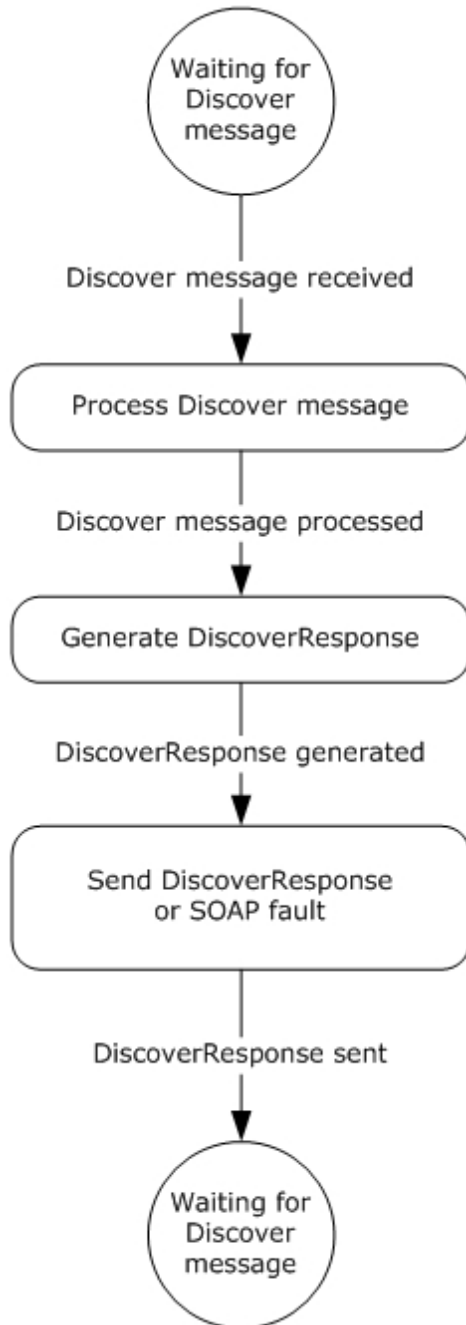 Waiting for
Discover
message
Discover message received
Process Discover message
Discover message processed
Generate DiscoverResponse
DiscoverResponse generated
Send DiscoverResponse
or SOAP fault
DiscoverResponse sent
Waiting for
Discover
message